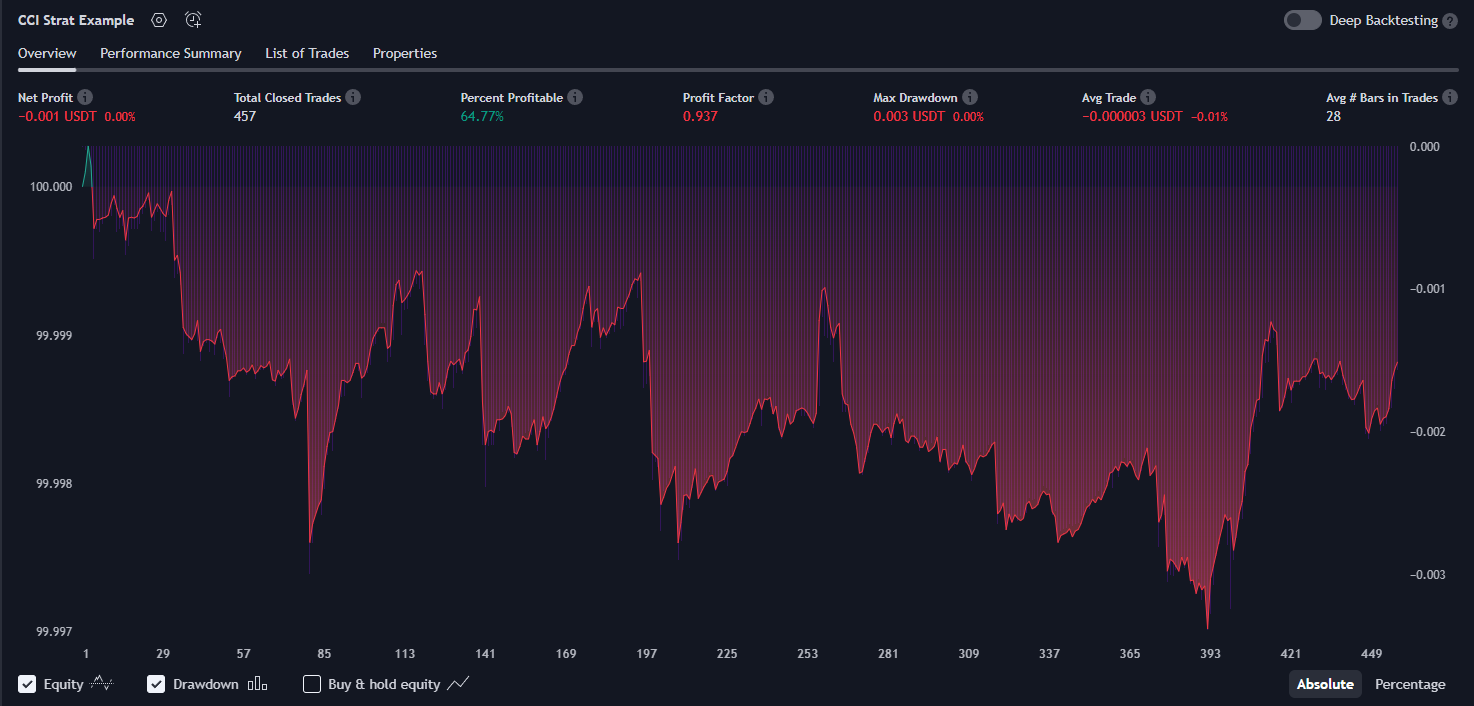 CCI Strat Example
Deep Backtesting ?
Overview Performance Summary List of Trades Properties
Net Profit Total Closed Trades Percent Profitable Profit Factor Max Drawdown Avg Trade Avg # Bars in Trades
−0.001 USDT 0.00% 457 64.77% 0.937 0.003 USDT 0.00% −0.000003 USDT −0.01% 28
0.000
100.000
−0.001
99.999
−0.002
99.998
−0.003
99.997
1 29 57 85 113 141 169 197 225 253 281 309 337 365 393 421 449
Equity Drawdown Buy & hold equity Absolute Percentage